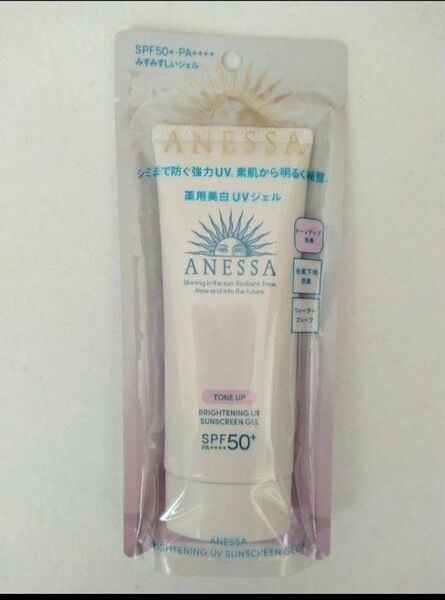 SPF50+・PA++++
みずみずしいジェル
ANESSA
シミまで防ぐ強力UV。素肌から明るく補整。
薬用美白UVジェル
トーンアップ
効果
化粧下地
効果
ウォーター
プルーフ
ANESSA
Shining in the sun. Radiant, Free.
Now and into the future.
TONE UP
BRIGHTENING UV
SUNSCREEN GEL
SPF50+
PA++++
ANESSA
BRIGHTENING UV SUNSCREEN GEL